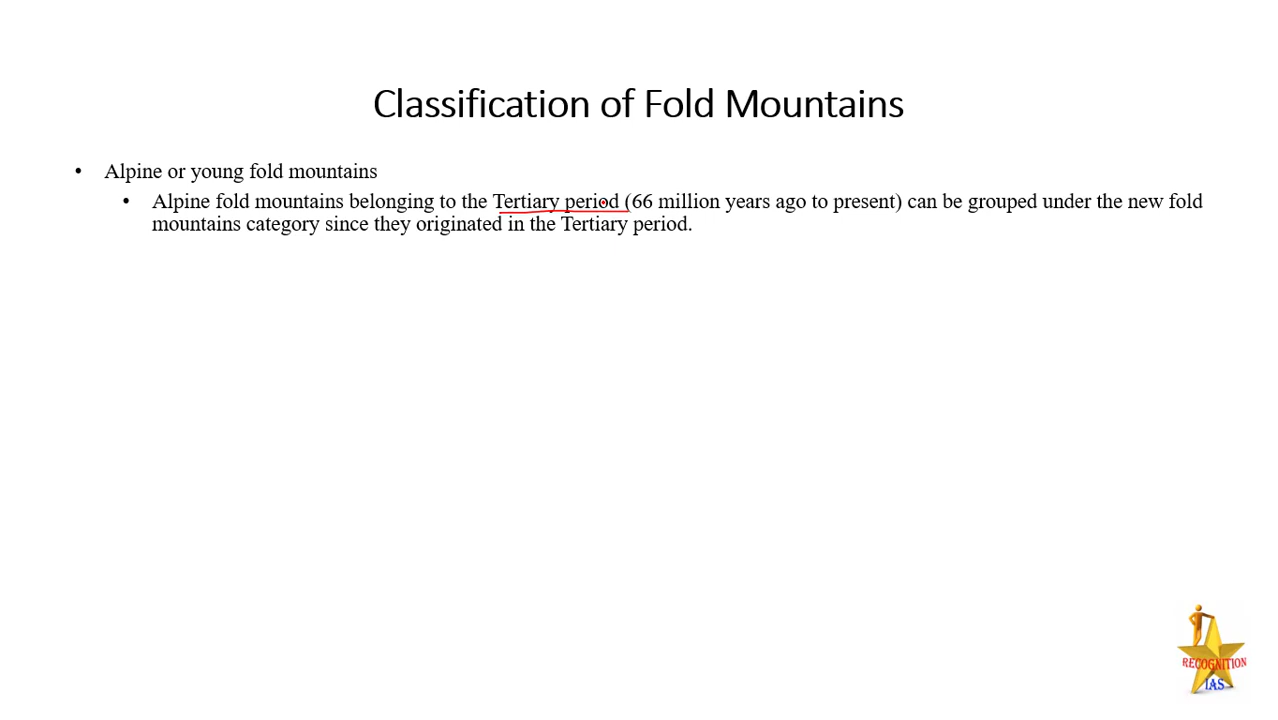 Classification of Fold Mountains
• Alpine or young fold mountains
• Alpine fold mountains belonging to the Tertiary period (66 million years ago to present) can be grouped under the new fold
mountains category since they originated in the Tertiary period.
RECOGNITION
IAS